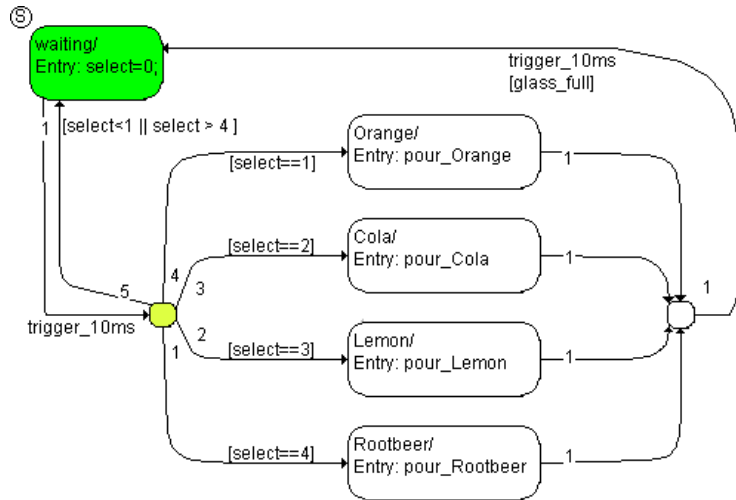 S
waiting/
Entry: select=0;
trigger_10ms
[glass_full]
1
[select<1 || select > 4 ]
Orange/
Entry: pour_Orange
[select==1]
1
Cola/
Entry: pour_Cola
[select==2]
1
4
3
5
1
trigger_10ms
2
1
Lemon/
Entry: pour_Lemon
[select==3]
1
Rootbeer/
Entry: pour_Rootbeer
[select==4]
1